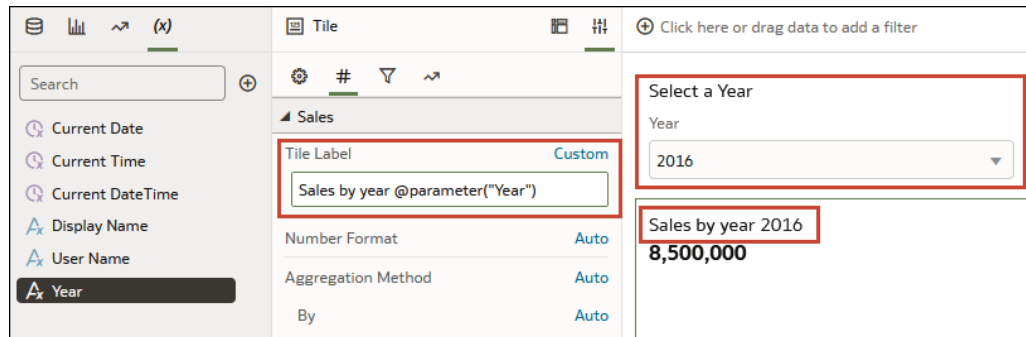 (x)
Search
Current Date
Current Time
Current DateTime
Display Name
User Name
Year
Tile
#
Sales
Tile Label Custom
Sales by year @parameter("Year")
Number Format Auto
Aggregation Method Auto
By Auto
Click here or drag data to add a filter
Select a Year
Year
2016
Sales by year 2016
8,500,000